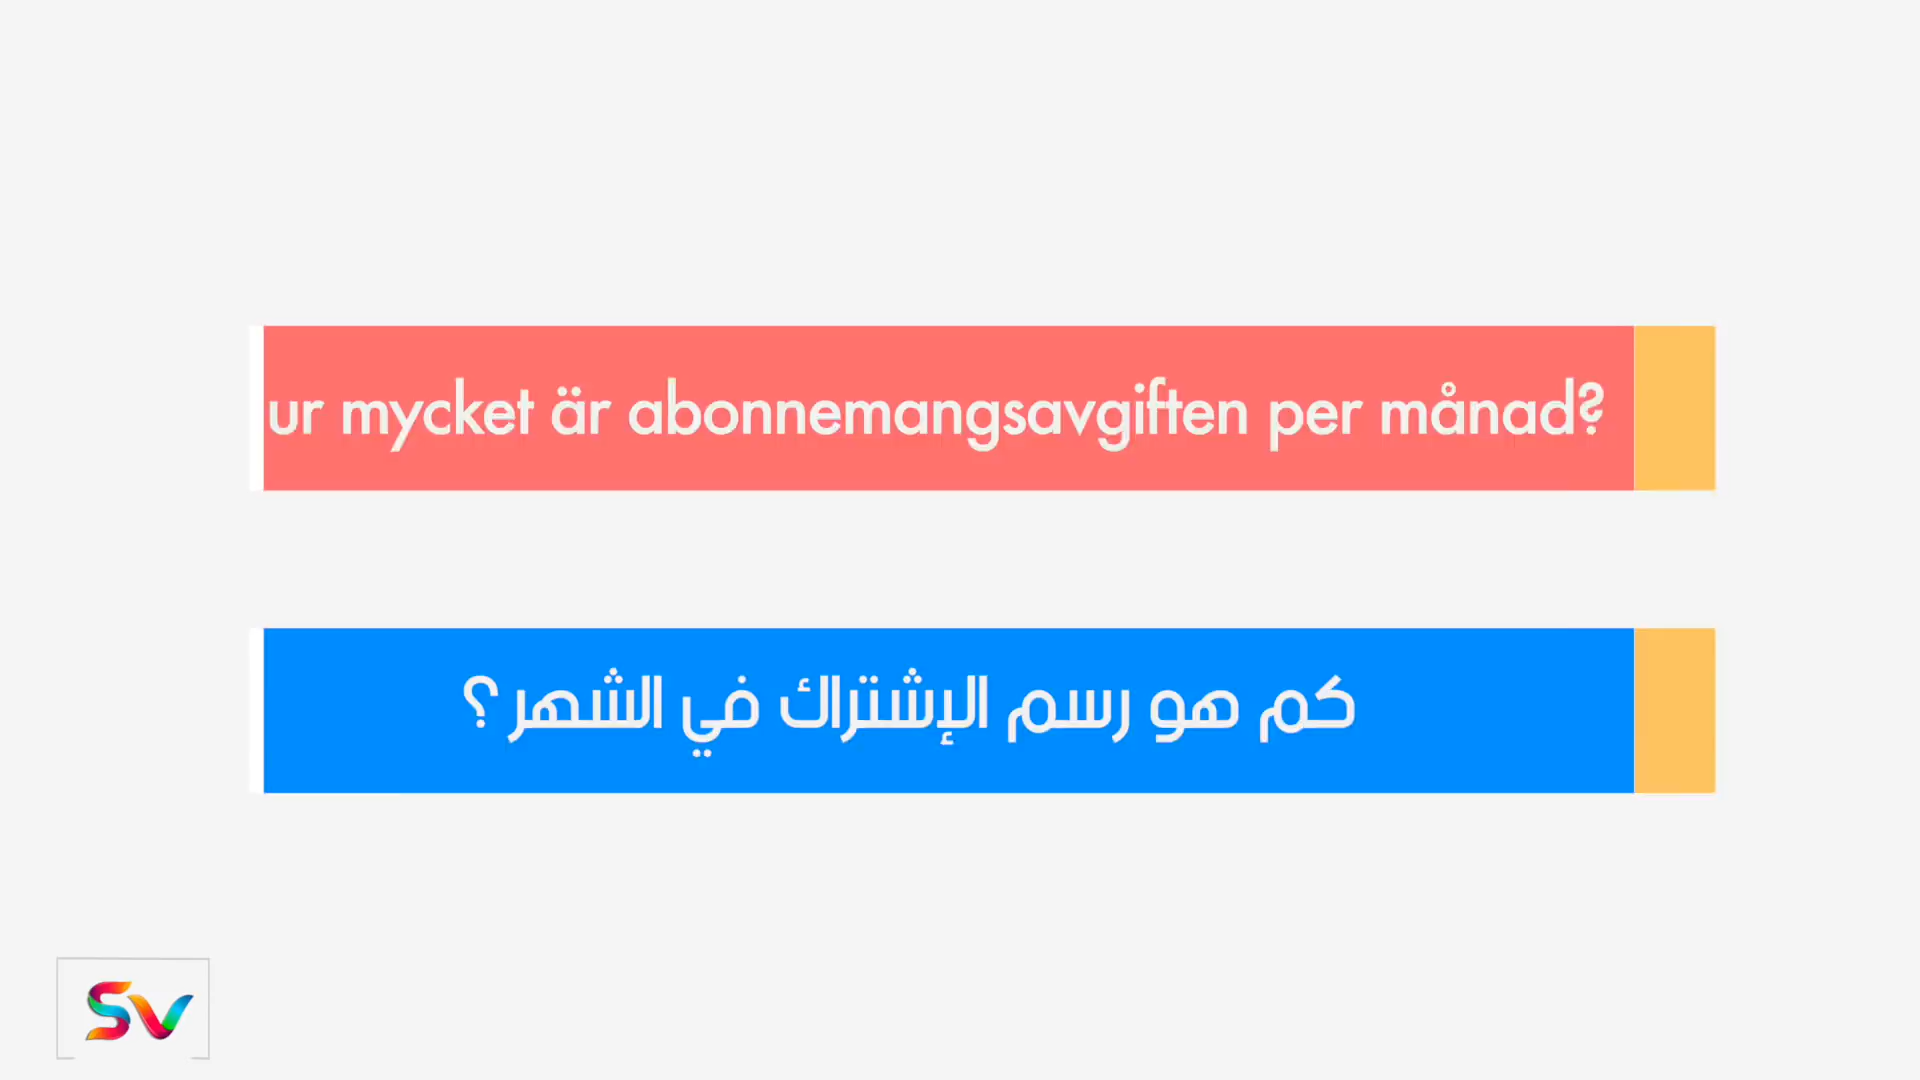 ur mycket är abonnemangsavgiften per månad?
كم هو رسم الإشتراك في الشهر ؟
SV